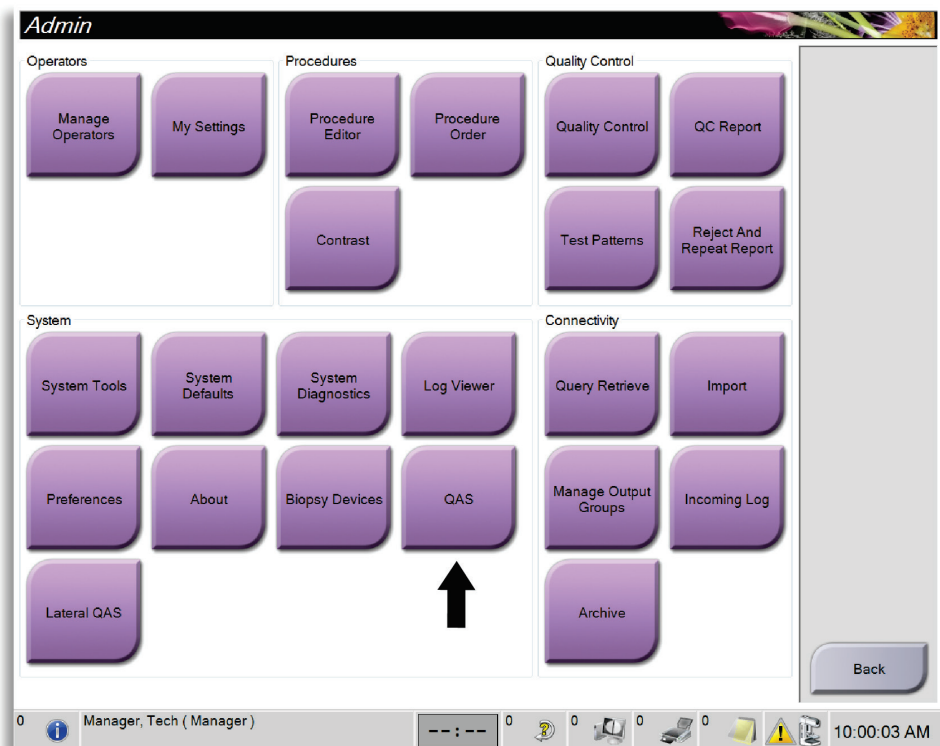 Admin
Operators
Manage
Operators
My Settings
Procedures
Procedure
Editor
Procedure
Order
Contrast
Quality Control
Quality Control
QC Report
Test Patterns
Reject And
Repeat Report
System
System Tools
System
Defaults
System
Diagnostics
Log Viewer
Preferences
About
Biopsy Devices
QAS
Lateral QAS
Connectivity
Query Retrieve
Import
Manage Output
Groups
Incoming Log
Archive
Back
0
Manager, Tech ( Manager )
--:--
0
0
0
0
10:00:03 AM